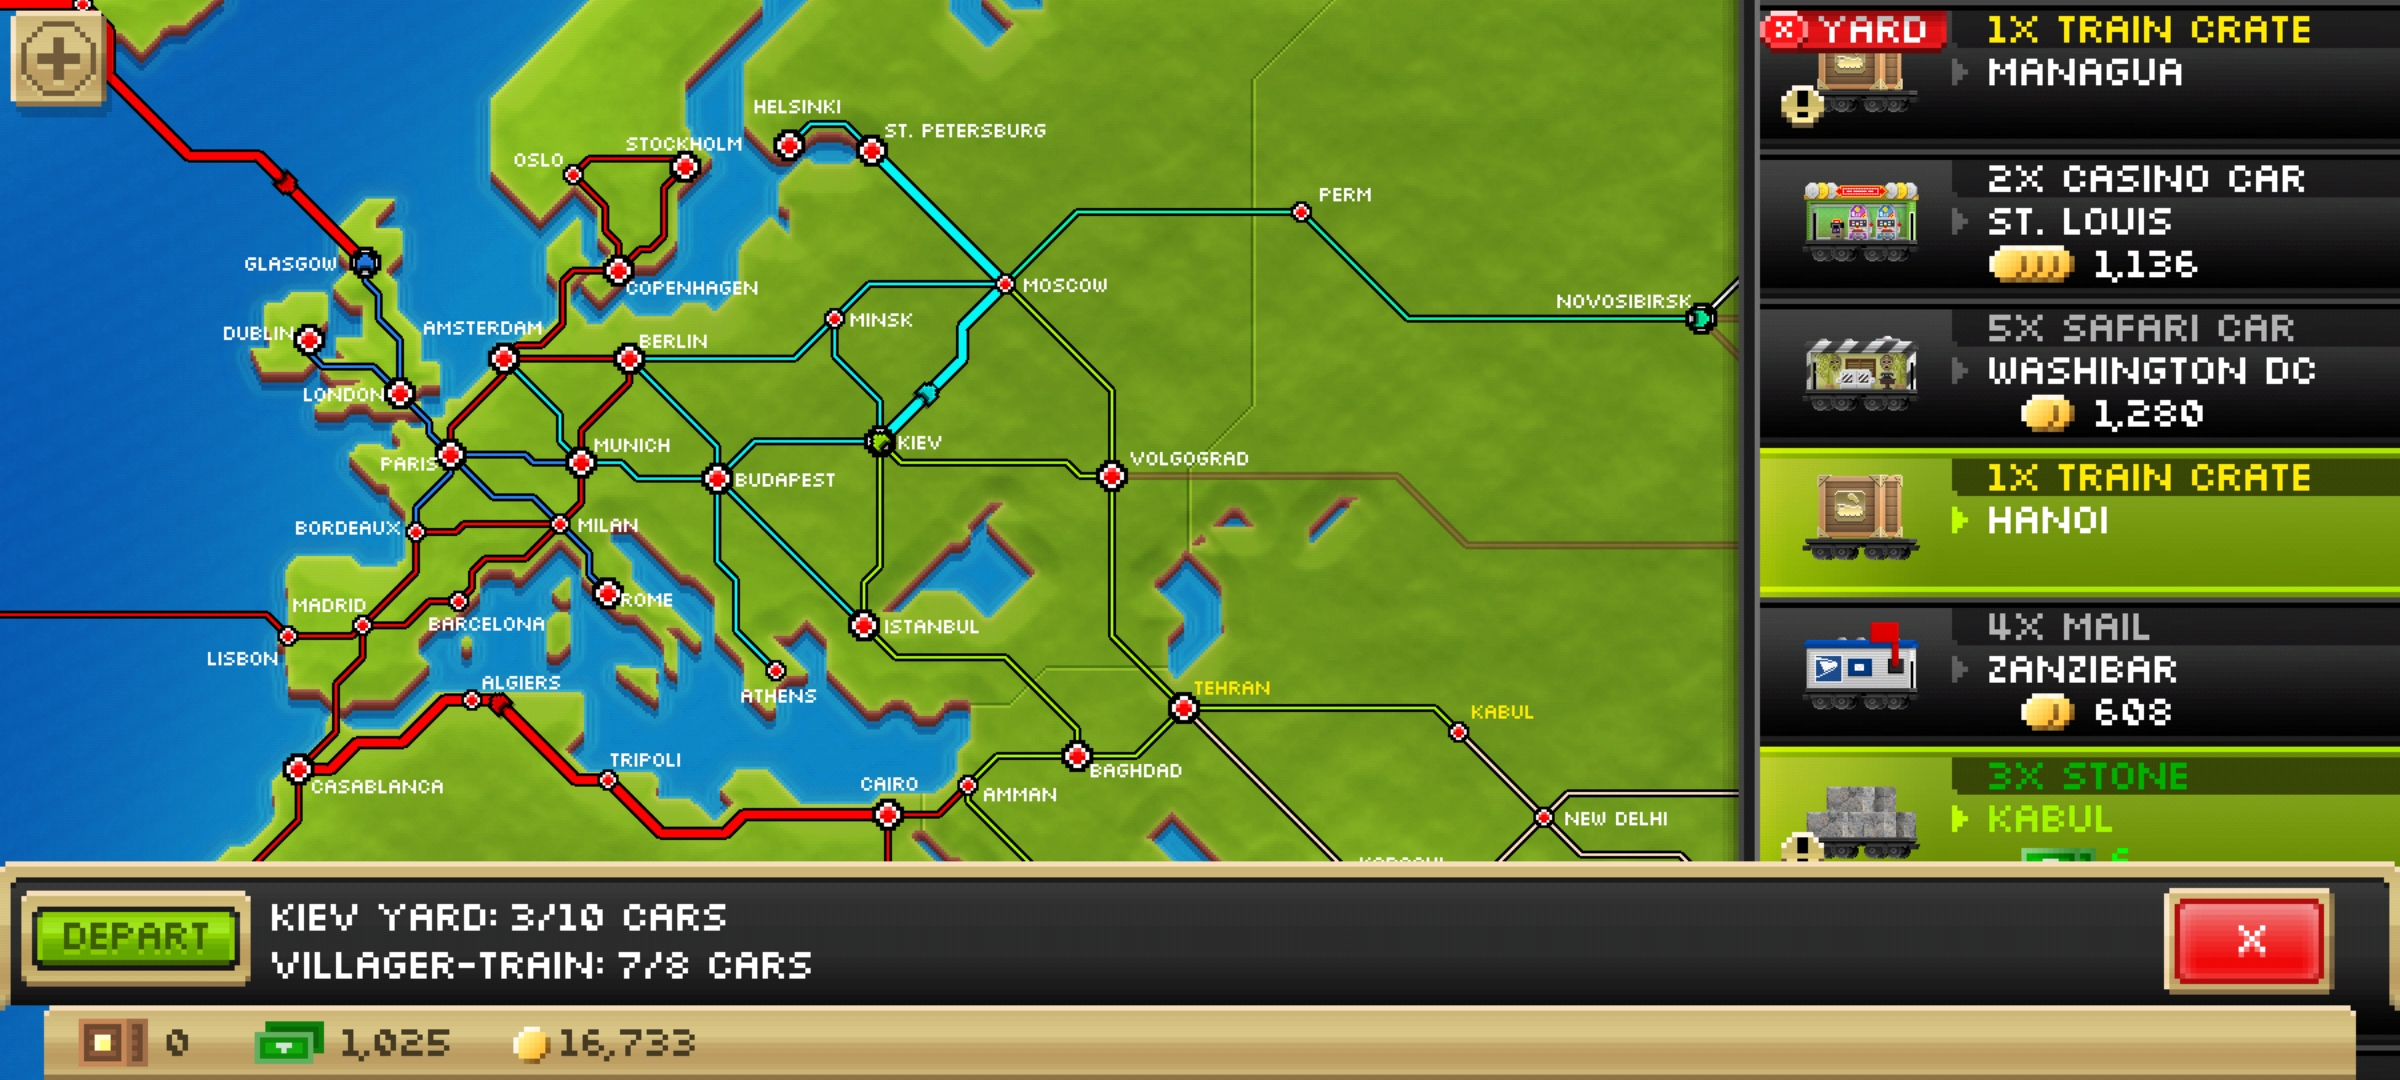 YARD
1X TRAIN CRATE
MANAGUA
2X CASINO CAR
ST. LOUIS
1,136
5X SAFARI CAR
WASHINGTON DC
1,280
1X TRAIN CRATE
HANOI
4X MAIL
ZANZIBAR
608
3X STONE
KABUL
HELSINKI
ST. PETERSBURG
STOCKHOLM
OSLO
PERM
GLASGOW
COPENHAGEN
MOSCOW
NOVOSIBIRSK
DUBLIN
AMSTERDAM
BERLIN
MINSK
LONDON
MUNICH
KIEV
VOLGOGRAD
PARIS
BUDAPEST
BORDEAUX
MILAN
ROME
MADRID
BARCELONA
ISTANBUL
LISBON
ALGIERS
ATHENS
TEHRAN
KABUL
TRIPOLI
BAGHDAD
CASABLANCA
CAIRO
AMMAN
NEW DELHI
DEPART
KIEV YARD: 3/10 CARS
VILLAGER-TRAIN: 7/8 CARS
X
0
1,025
16,733